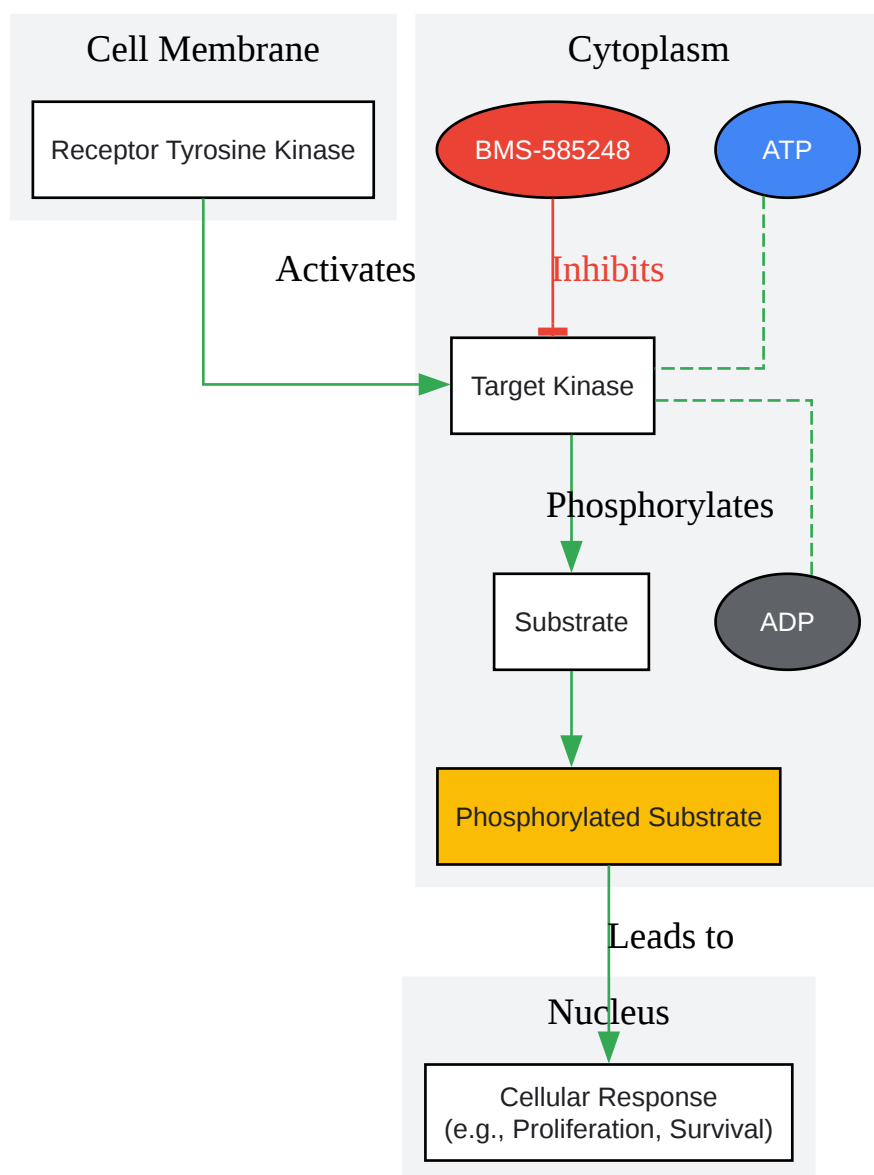 Cell Membrane
Cytoplasm
Receptor Tyrosine Kinase
BMS-585248
ATP
Activates
Inhibits
Target Kinase
Phosphorylates
Substrate
ADP
Phosphorylated Substrate
Leads to
Nucleus
Cellular Response
(e.g., Proliferation, Survival)